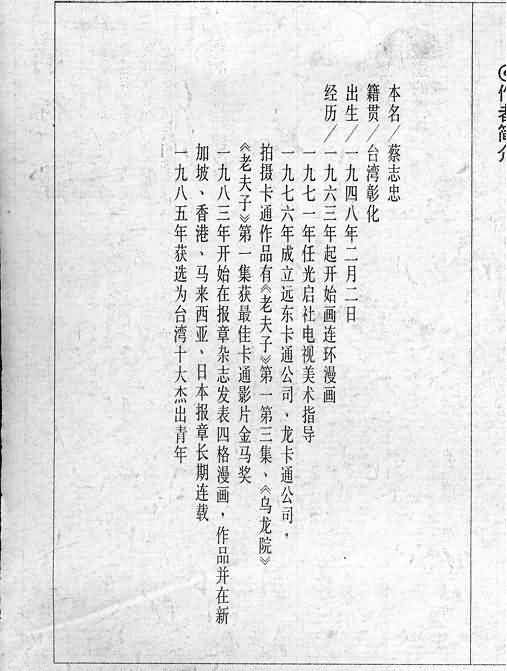 作者简介
本名／蔡志忠
籍贯／台湾彰化
出生／一九四八年二月二日
经历／一九六三年起开始画连环漫画
一九七一年任光启社电视美术指导
一九七六年成立远东卡通公司、龙卡通公司，
拍摄卡通作品有《老夫子》第一第三集、《乌龙院》
《老夫子》第一集获最佳卡通影片金马奖
一九八三年开始在报章杂志发表四格漫画，作品并在新
加坡、香港、马来西亚、日本报章长期连载
一九八五年获选为台湾十大杰出青年